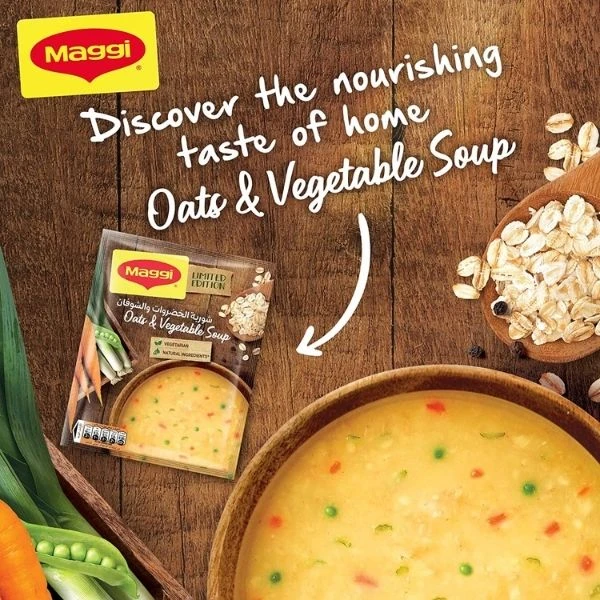 Maggi
Discover the nourishing
taste of home
Oats & Vegetable Soup
Maggi
LIMITED
EDITION
شوربة الخضروات والشوفان
Oats & Vegetable Soup
VEGETARIAN
NATURAL INGREDIENTS*